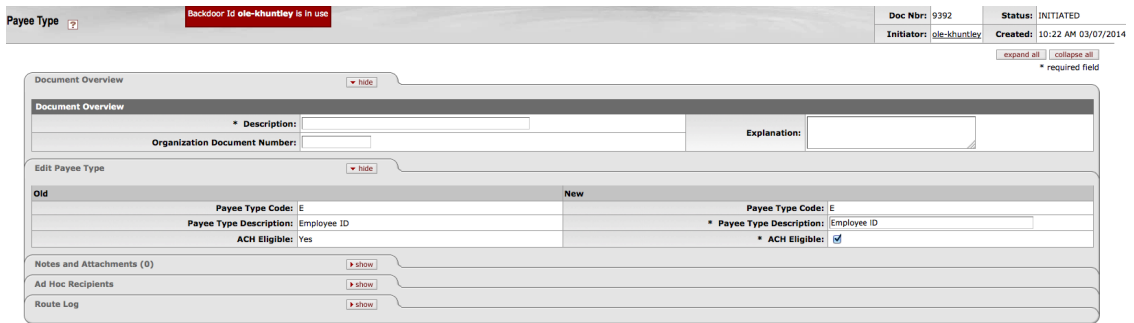 Payee Type ?
Backdoor Id ole-khuntley is in use
Doc Nbr: 9392 Status: INITIATED
Initiator: ole-khuntley Created: 10:22 AM 03/07/2014
expand all collapse all
* required field
Document Overview hide
Document Overview
* Description: Explanation:
Organization Document Number:
Edit Payee Type hide
Old New
Payee Type Code: E Payee Type Code: E
Payee Type Description: Employee ID * Payee Type Description: Employee ID
ACH Eligible: Yes * ACH Eligible:
Notes and Attachments (0) show
Ad Hoc Recipients show
Route Log show